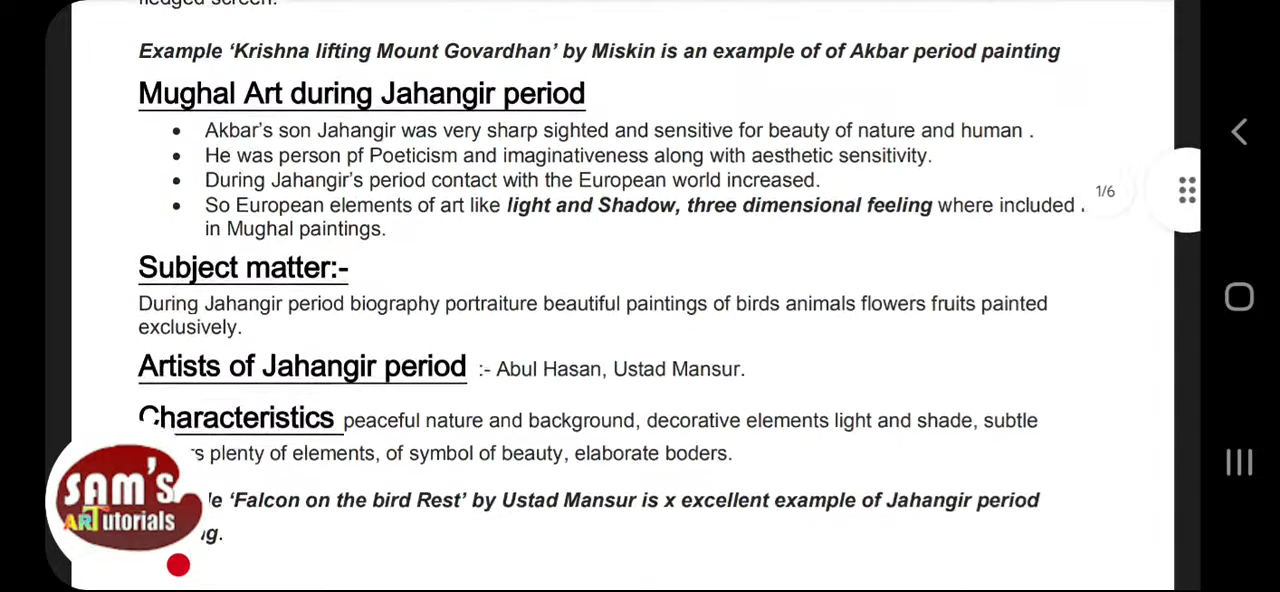 Example ‘Krishna lifting Mount Govardhan’ by Miskin is an example of of Akbar period painting
Mughal Art during Jahangir period
• Akbar’s son Jahangir was very sharp sighted and sensitive for beauty of nature and human .
• He was person pf Poeticism and imaginativeness along with aesthetic sensitivity.
• During Jahangir’s period contact with the European world increased.
• So European elements of art like light and Shadow, three dimensional feeling where included
in Mughal paintings.
1/6
Subject matter:-
During Jahangir period biography portraiture beautiful paintings of birds animals flowers fruits painted
exclusively.
Artists of Jahangir period :- Abul Hasan, Ustad Mansur.
Characteristics peaceful nature and background, decorative elements light and shade, subtle
plenty of elements, of symbol of beauty, elaborate boders.
‘Falcon on the bird Rest’ by Ustad Mansur is x excellent example of Jahangir period
SAM'S
ARTutorials